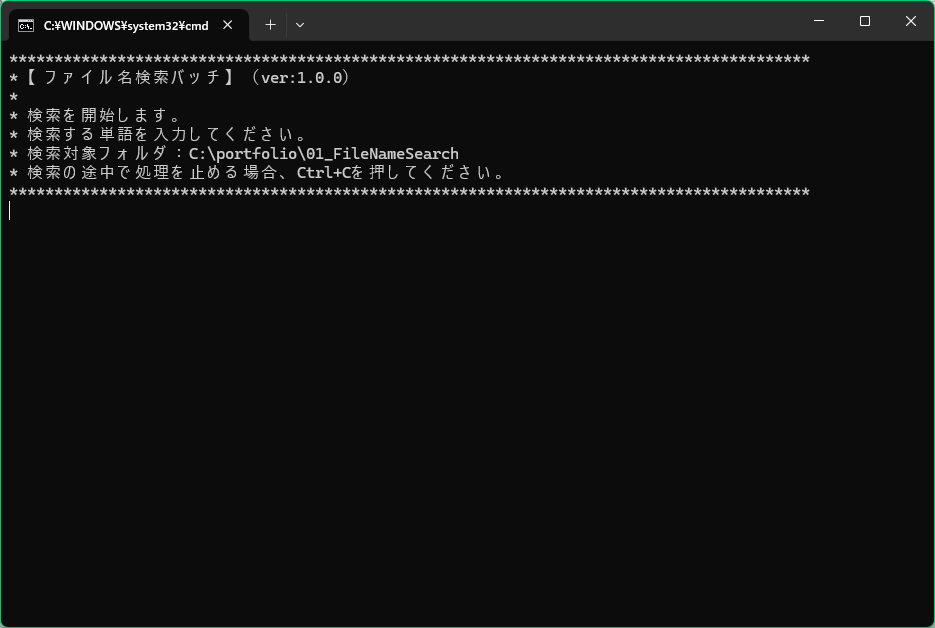 C:¥WINDOWS¥system32¥cmd
*****************************************************************************************
*【 ファイル名検索バッチ】（ver:1.0.0）
*
* 検索を開始します。
* 検索する単語を入力してください。
* 検索対象フォルダ：C:\portfolio\01_FileNameSearch
* 検索の途中で処理を止める場合、Ctrl+Cを押してください。
*****************************************************************************************